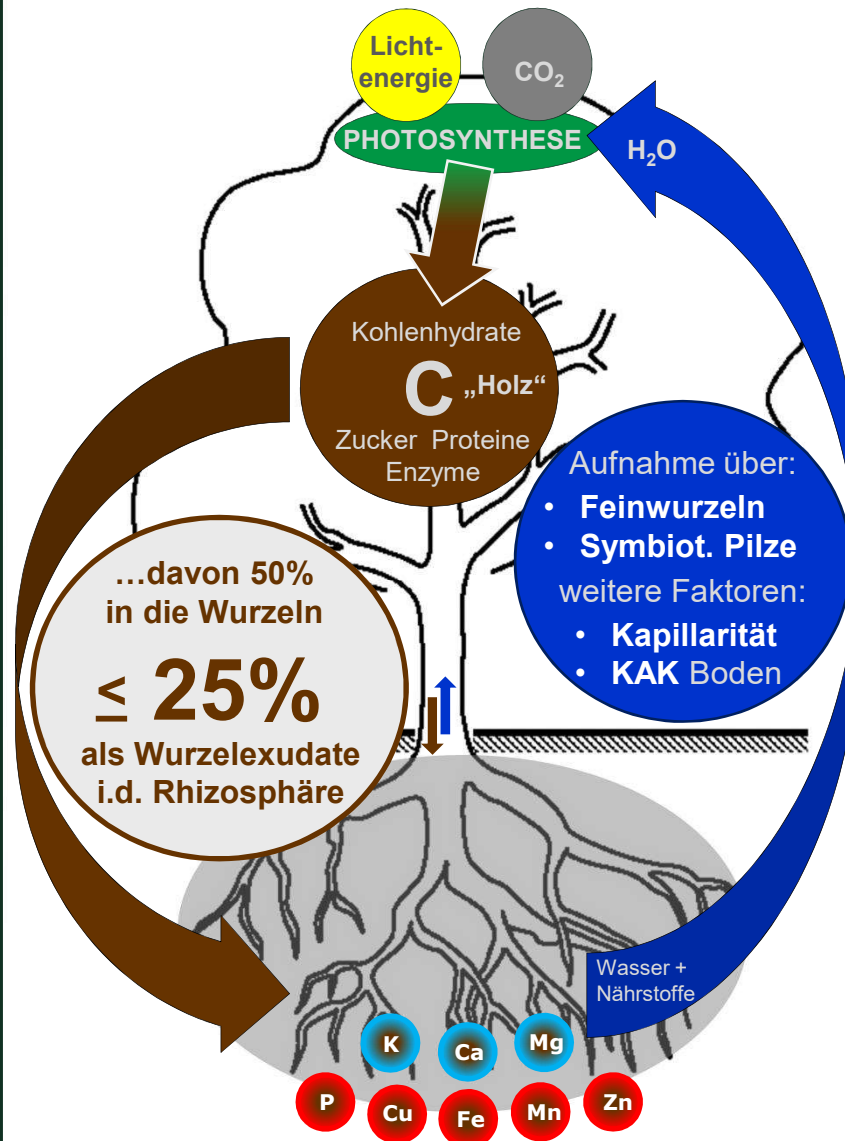 Licht-
energie
CO₂
PHOTOSYNTHESE
H₂O
Kohlenhydrate
C „Holz“
Zucker Proteine
Enzyme
Aufnahme über:
• Feinwurzeln
• Symbiot. Pilze
weitere Faktoren:
• Kapillarität
• KAK Boden
…davon 50%
in die Wurzeln
≤ 25%
als Wurzelexudate
i.d. Rhizosphäre
Wasser +
Nährstoffe
K Ca Mg
P Cu Fe Mn Zn